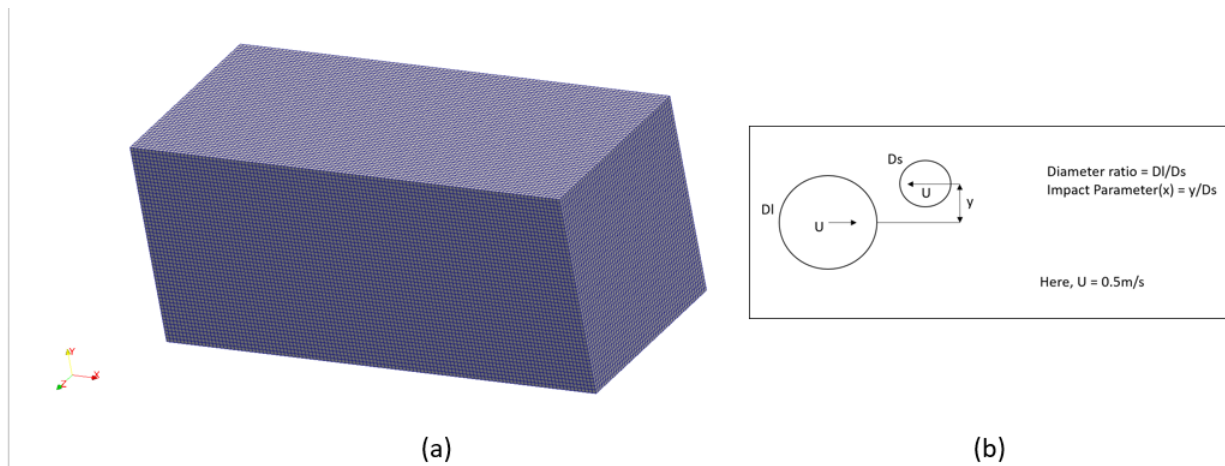 Y
X
Z
(a)
Ds
Dl
U
U
y
Diameter ratio = Dl/Ds
Impact Parameter(x) = y/Ds
Here, U = 0.5m/s
(b)